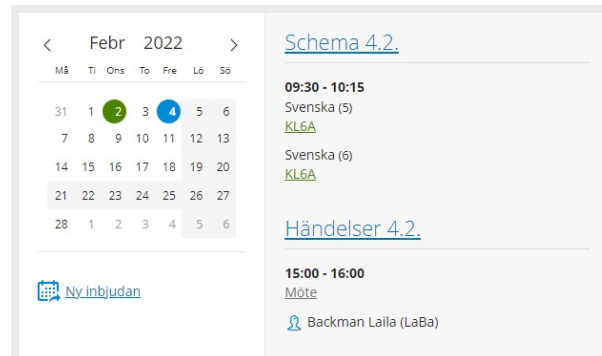 Febr 2022
Må Ti Ons To Fre Lö Sö
31 1 2 3 4 5 6
7 8 9 10 11 12 13
14 15 16 17 18 19 20
21 22 23 24 25 26 27
28 1 2 3 4 5 6
Ny inbjudan
Schema 4.2.
09:30 - 10:15
Svenska (5)
KL6A
Svenska (6)
KL6A
Händelser 4.2.
15:00 - 16:00
Möte
Backman Laila (LaBa)